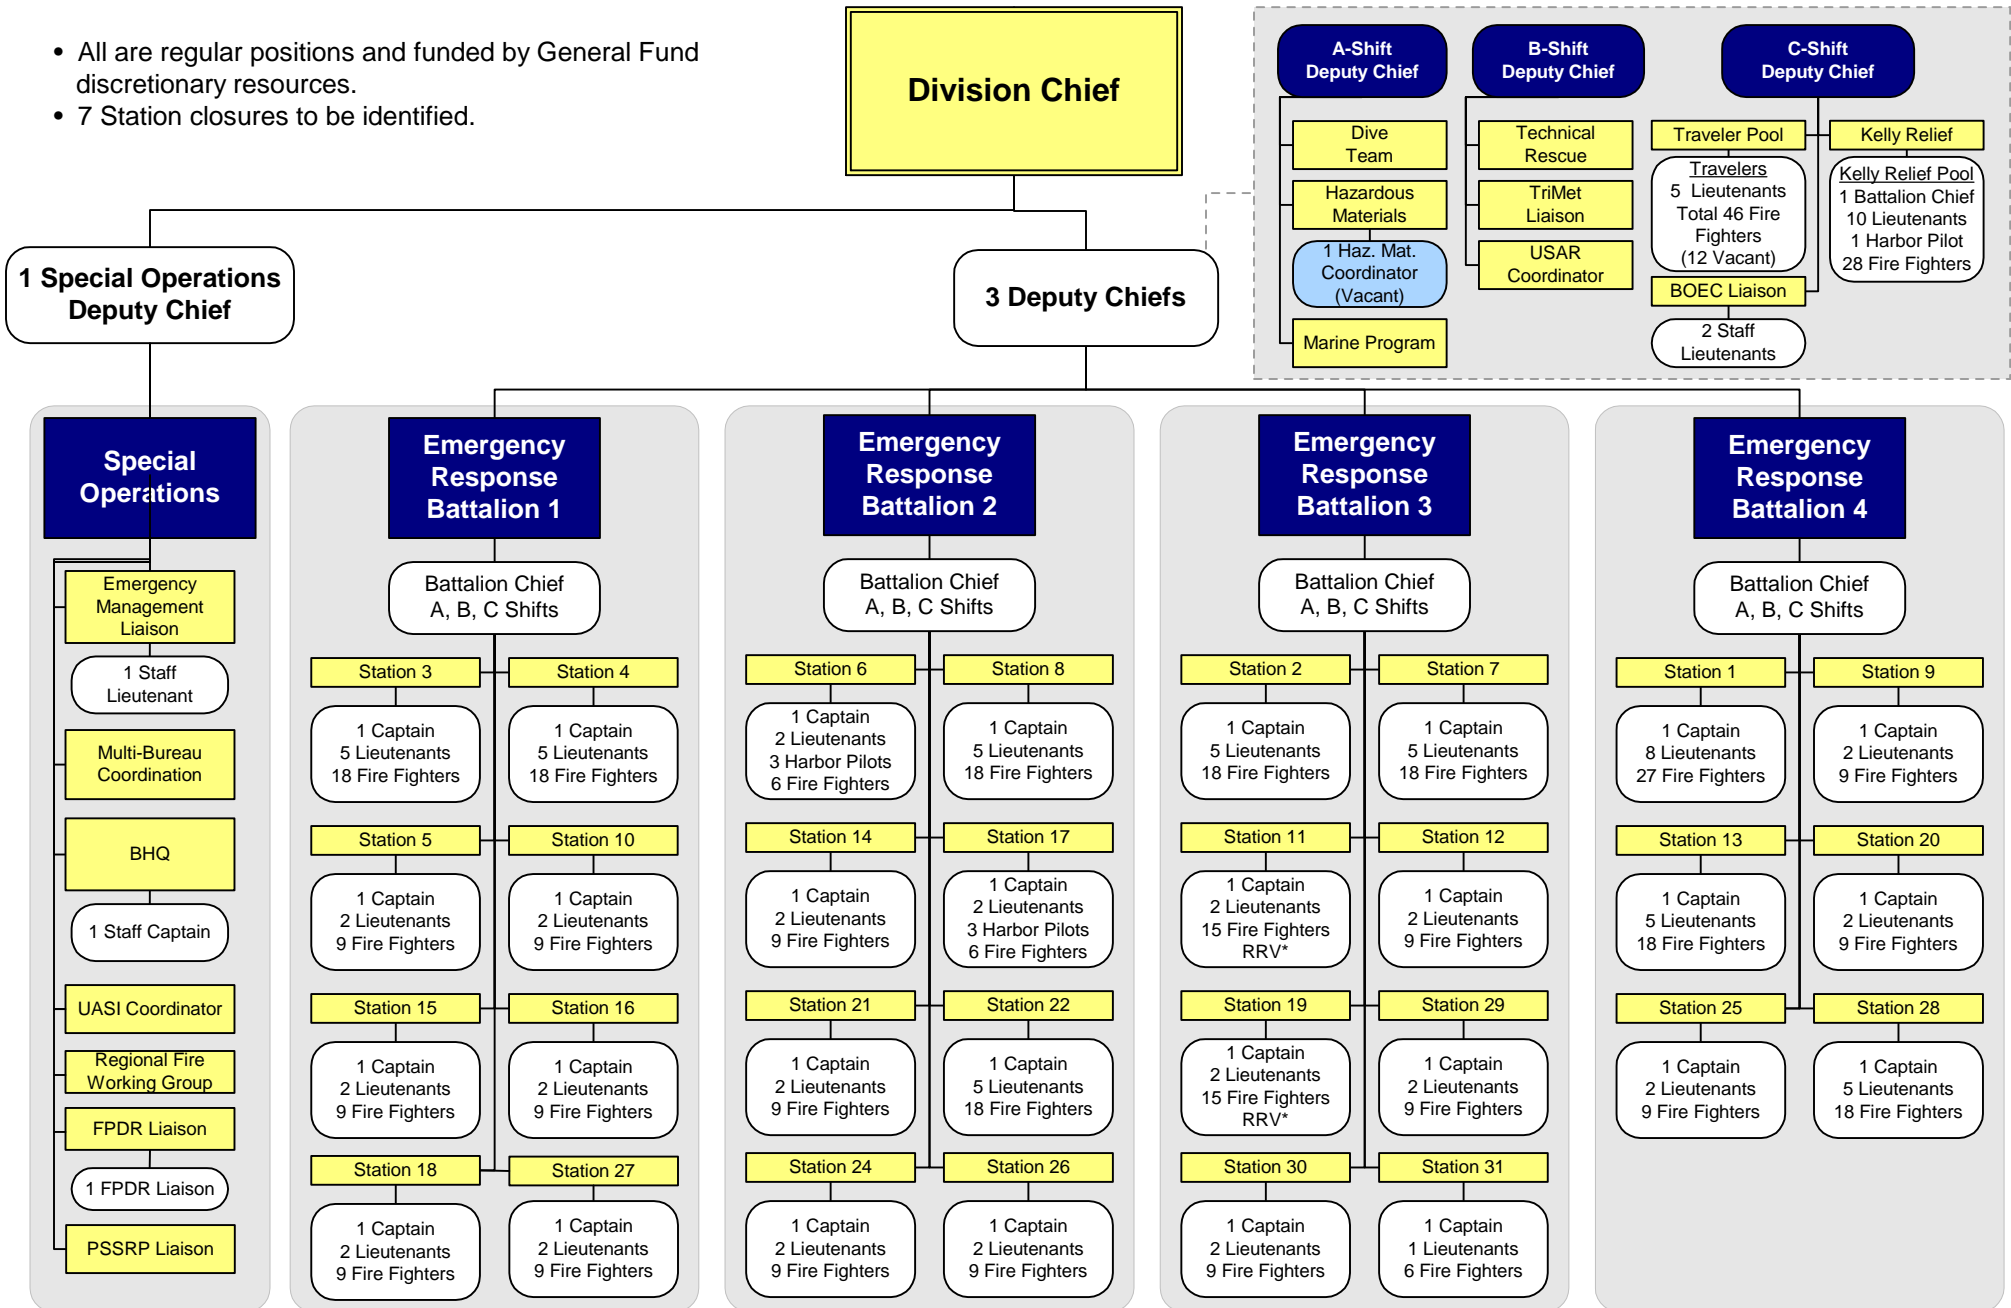 • All are regular positions and funded by General Fund
discretionary resources.
• 7 Station closures to be identified.
Division Chief
A-Shift
Deputy Chief
Dive
Team
Hazardous
Materials
1 Haz. Mat.
Coordinator
(Vacant)
Marine Program
B-Shift
Deputy Chief
Technical
Rescue
TriMet
Liaison
USAR
Coordinator
C-Shift
Deputy Chief
Traveler Pool
Travelers
5 Lieutenants
Total 46 Fire
Fighters
(12 Vacant)
BOEC Liaison
2 Staff
Lieutenants
Kelly Relief
Kelly Relief Pool
1 Battalion Chief
10 Lieutenants
1 Harbor Pilot
28 Fire Fighters
1 Special Operations
Deputy Chief
3 Deputy Chiefs
Special
Operations
Emergency
Management
Liaison
1 Staff
Lieutenant
Multi-Bureau
Coordination
BHQ
1 Staff Captain
UASI Coordinator
Regional Fire
Working Group
FPDR Liaison
1 FPDR Liaison
PSSRP Liaison
Emergency
Response
Battalion 1
Battalion Chief
A, B, C Shifts
Station 3
1 Captain
5 Lieutenants
18 Fire Fighters
Station 4
1 Captain
5 Lieutenants
18 Fire Fighters
Station 5
1 Captain
2 Lieutenants
9 Fire Fighters
Station 10
1 Captain
2 Lieutenants
9 Fire Fighters
Station 15
1 Captain
2 Lieutenants
9 Fire Fighters
Station 16
1 Captain
2 Lieutenants
9 Fire Fighters
Station 18
1 Captain
2 Lieutenants
9 Fire Fighters
Station 27
1 Captain
2 Lieutenants
9 Fire Fighters
Emergency
Response
Battalion 2
Battalion Chief
A, B, C Shifts
Station 6
1 Captain
2 Lieutenants
3 Harbor Pilots
6 Fire Fighters
Station 8
1 Captain
5 Lieutenants
18 Fire Fighters
Station 14
1 Captain
2 Lieutenants
9 Fire Fighters
Station 17
1 Captain
2 Lieutenants
3 Harbor Pilots
6 Fire Fighters
Station 21
1 Captain
2 Lieutenants
9 Fire Fighters
Station 22
1 Captain
5 Lieutenants
18 Fire Fighters
Station 24
1 Captain
2 Lieutenants
9 Fire Fighters
Station 26
1 Captain
2 Lieutenants
9 Fire Fighters
Emergency
Response
Battalion 3
Battalion Chief
A, B, C Shifts
Station 2
1 Captain
5 Lieutenants
18 Fire Fighters
Station 7
1 Captain
5 Lieutenants
18 Fire Fighters
Station 11
1 Captain
2 Lieutenants
15 Fire Fighters
RRV*
Station 12
1 Captain
2 Lieutenants
9 Fire Fighters
Station 19
1 Captain
2 Lieutenants
15 Fire Fighters
RRV*
Station 29
1 Captain
2 Lieutenants
9 Fire Fighters
Station 30
1 Captain
2 Lieutenants
9 Fire Fighters
Station 31
1 Captain
1 Lieutenants
6 Fire Fighters
Emergency
Response
Battalion 4
Battalion Chief
A, B, C Shifts
Station 1
1 Captain
8 Lieutenants
27 Fire Fighters
Station 9
1 Captain
2 Lieutenants
9 Fire Fighters
Station 13
1 Captain
5 Lieutenants
18 Fire Fighters
Station 20
1 Captain
2 Lieutenants
9 Fire Fighters
Station 25
1 Captain
2 Lieutenants
9 Fire Fighters
Station 28
1 Captain
5 Lieutenants
18 Fire Fighters